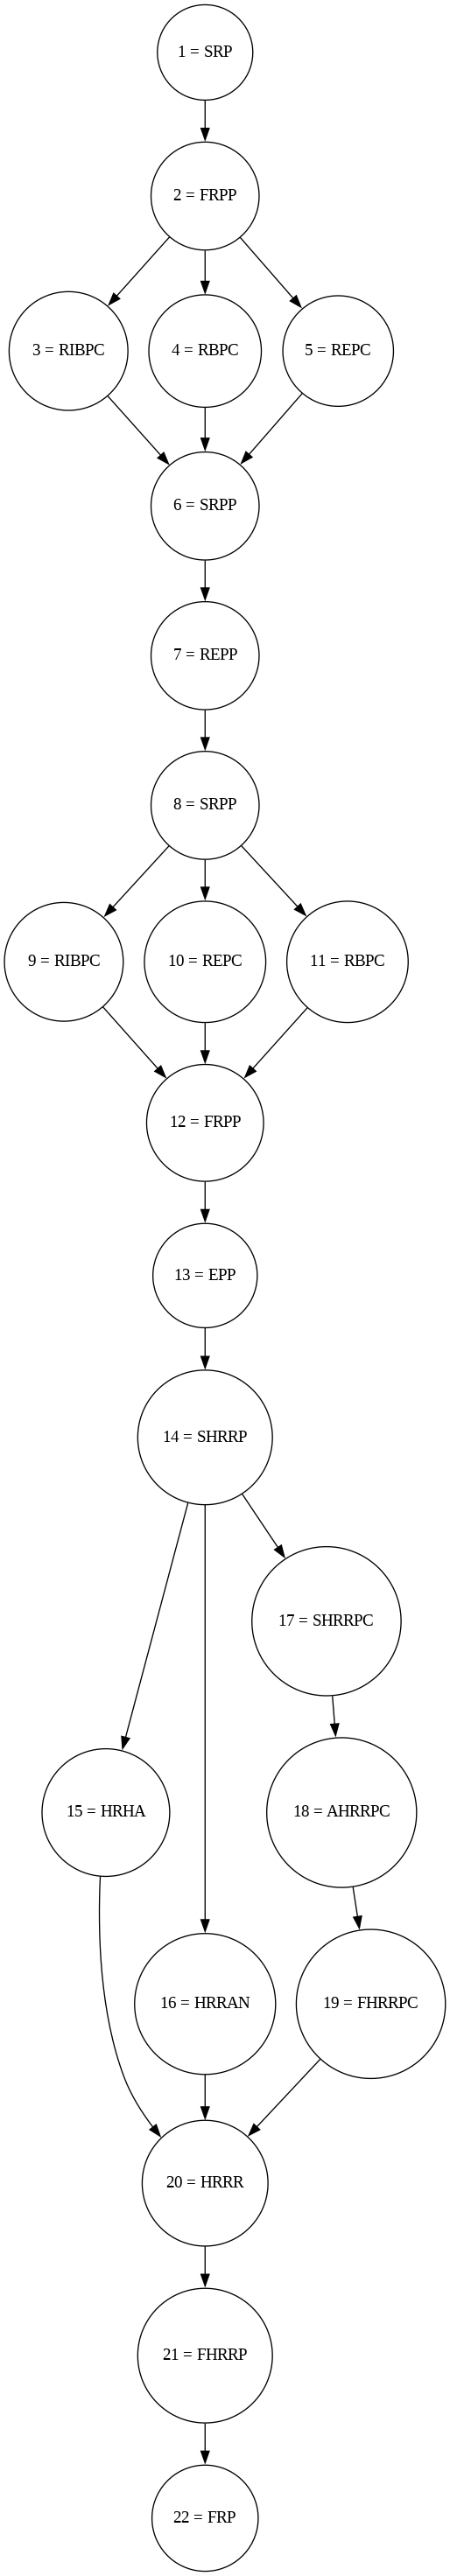 1 = SRP
2 = FRPP
3 = RIBPC
4 = RBPC
5 = REPC
6 = SRPP
7 = REPP
8 = SRPP
9 = RIBPC
10 = REPC
11 = RBPC
12 = FRPP
13 = EPP
14 = SHRRP
17 = SHRRPC
15 = HRHA
18 = AHRRPC
16 = HRRAN
19 = FHRRPC
20 = HRRR
21 = FHRRP
22 = FRP